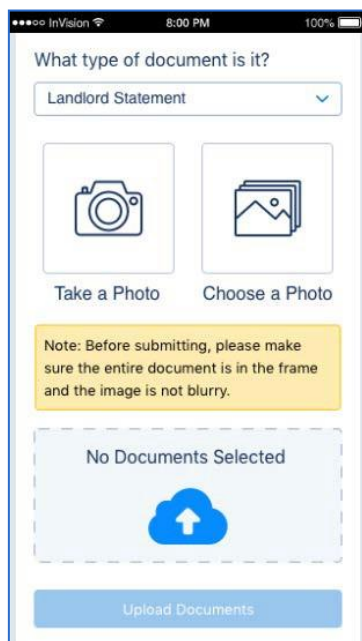 InVision 8:00 PM 100%
What type of document is it?
Landlord Statement
Take a Photo Choose a Photo
Note: Before submitting, please make
sure the entire document is in the frame
and the image is not blurry.
No Documents Selected
Upload Documents